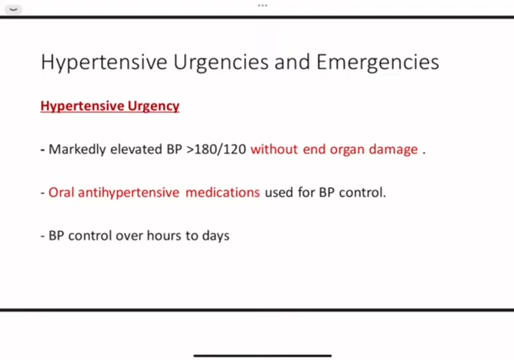 Hypertensive Urgencies and Emergencies
Hypertensive Urgency
- Markedly elevated BP >180/120 without end organ damage .
- Oral antihypertensive medications used for BP control.
- BP control over hours to days